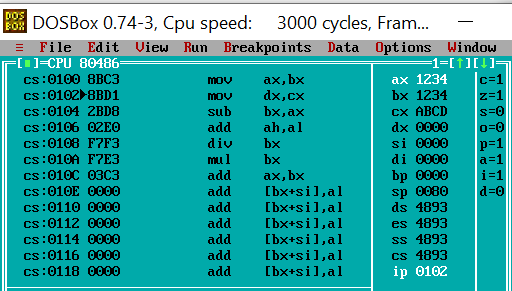 DOSBox 0.74-3, Cpu speed: 3000 cycles, Fram...
≡ File Edit View Run Breakpoints Data Options Window
[■]=CPU 80486 1=[↑][↓]
cs:0100 8BC3 mov ax,bx ax 1234 c=1
cs:0102▶8BD1 mov dx,cx bx 1234 z=1
cs:0104 2BD8 sub bx,ax cx ABCD s=0
cs:0106 02E0 add ah,al dx 0000 o=0
cs:0108 F7F3 div bx si 0000 p=1
cs:010A F7E3 mul bx di 0000 a=1
cs:010C 03C3 add ax,bx bp 0000 i=1
cs:010E 0000 add [bx+si],al sp 0080 d=0
cs:0110 0000 add [bx+si],al ds 4893
cs:0112 0000 add [bx+si],al es 4893
cs:0114 0000 add [bx+si],al ss 4893
cs:0116 0000 add [bx+si],al cs 4893
cs:0118 0000 add [bx+si],al ip 0102